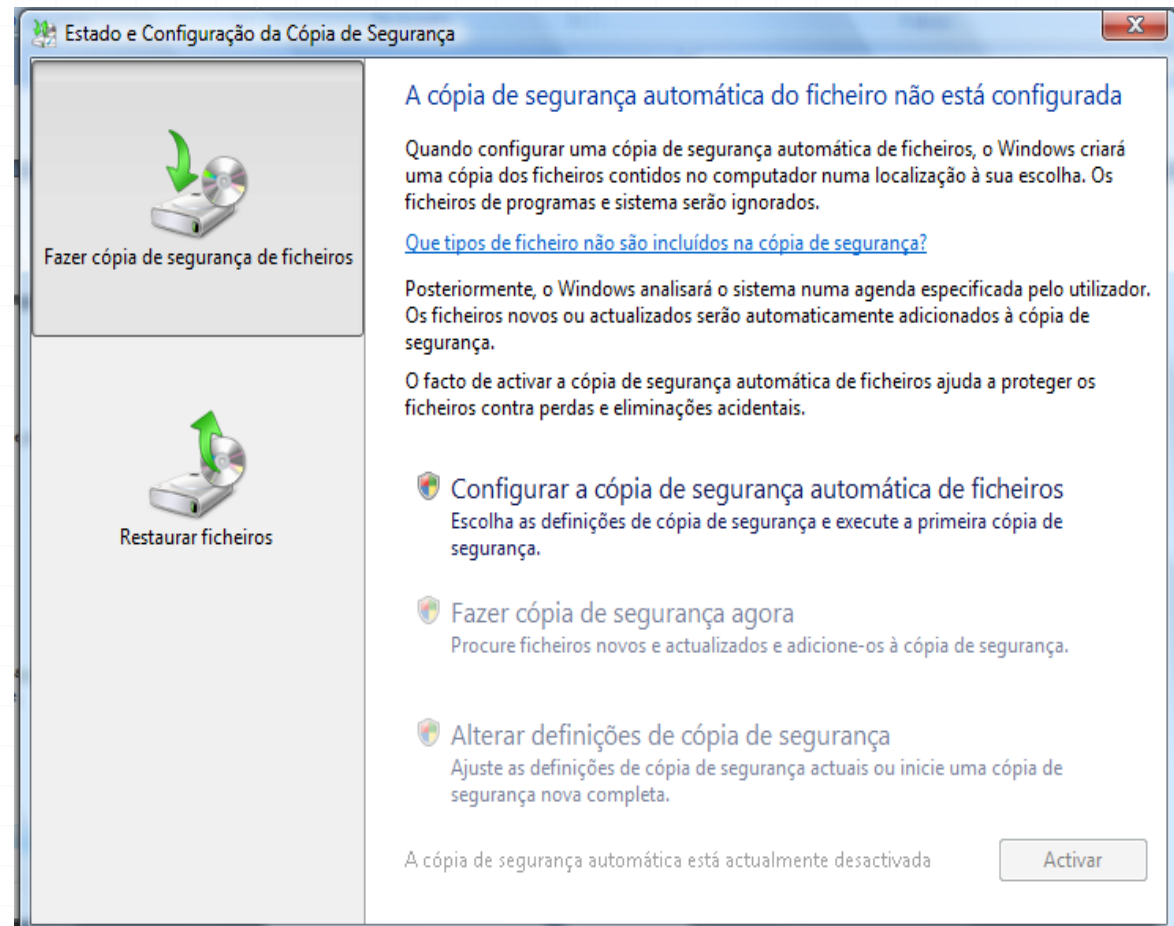 Estado e Configuração da Cópia de Segurança
X
Fazer cópia de segurança de ficheiros
Restaurar ficheiros
A cópia de segurança automática do ficheiro não está configurada
Quando configurar uma cópia de segurança automática de ficheiros, o Windows criará
uma cópia dos ficheiros contidos no computador numa localização à sua escolha. Os
ficheiros de programas e sistema serão ignorados.
Que tipos de ficheiro não são incluídos na cópia de segurança?
Posteriormente, o Windows analisará o sistema numa agenda especificada pelo utilizador.
Os ficheiros novos ou actualizados serão automaticamente adicionados à cópia de
segurança.
O facto de activar a cópia de segurança automática de ficheiros ajuda a proteger os
ficheiros contra perdas e eliminações acidentais.
Configurar a cópia de segurança automática de ficheiros
Escolha as definições de cópia de segurança e execute a primeira cópia de
segurança.
Fazer cópia de segurança agora
Procure ficheiros novos e actualizados e adicione-os à cópia de segurança.
Alterar definições de cópia de segurança
Ajuste as definições de cópia de segurança actuais ou inicie uma cópia de
segurança nova completa.
A cópia de segurança automática está actualmente desactivada
Activar